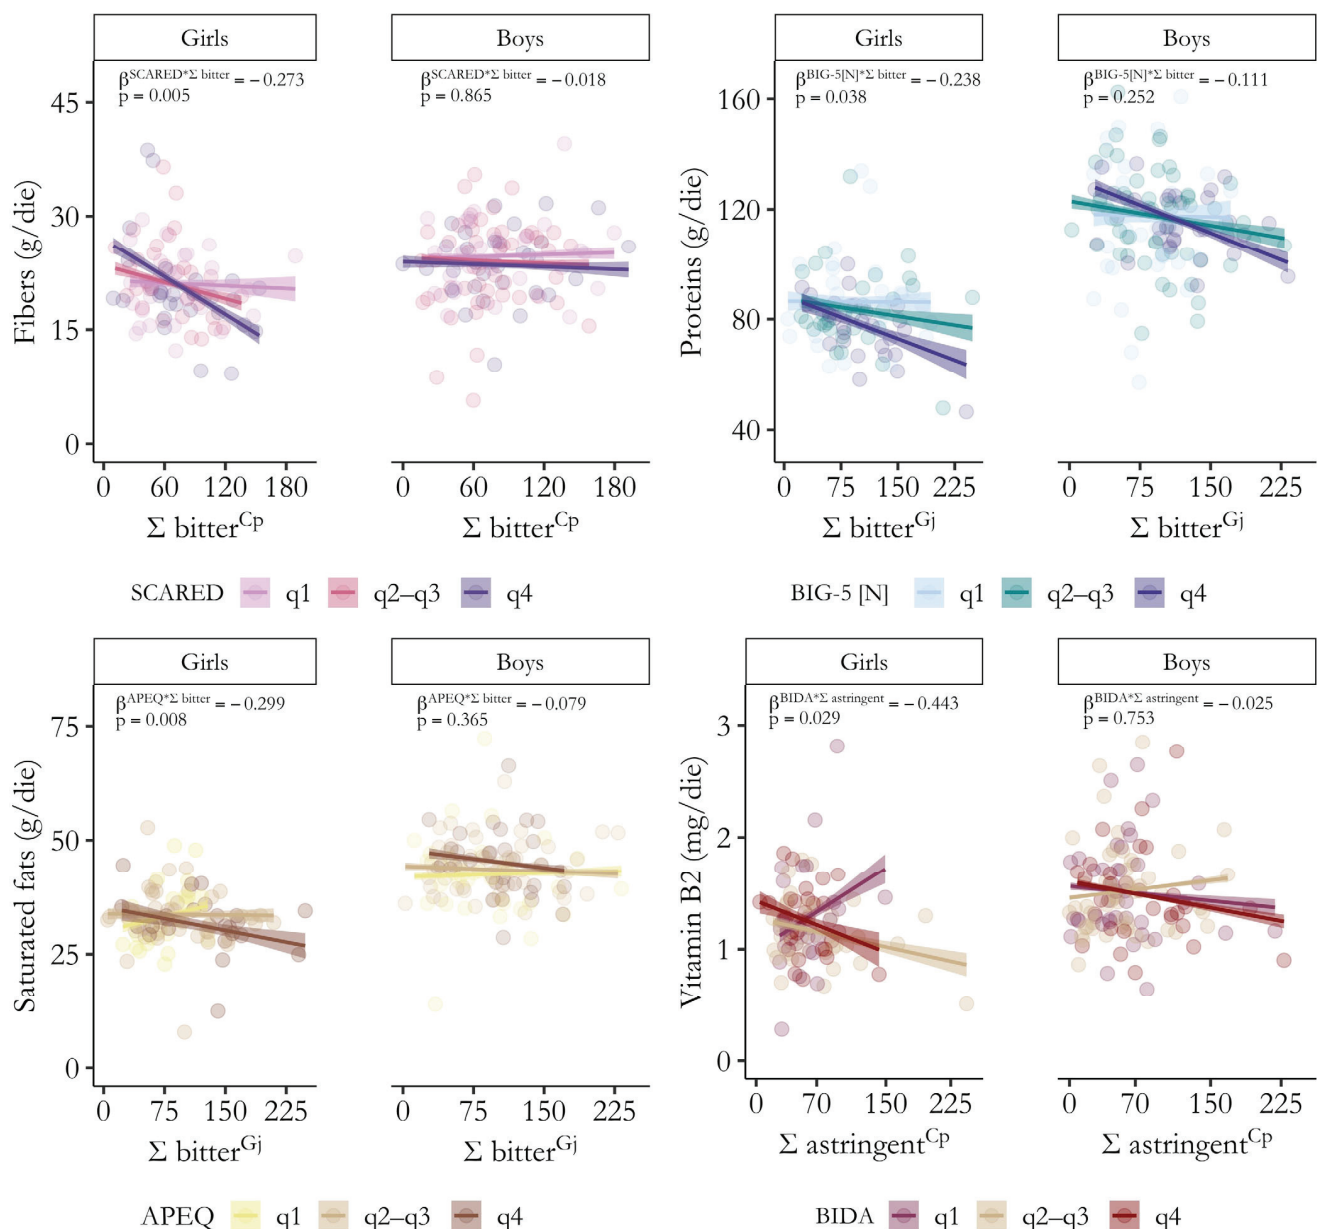 Girls
Boys
Girls
Boys
β^SCARED*Σ bitter = −0.273
p = 0.005
β^SCARED*Σ bitter = −0.018
p = 0.865
β^BIG-5[N]*Σ bitter = −0.238
p = 0.038
β^BIG-5[N]*Σ bitter = −0.111
p = 0.252
Fibers (g/die)
45
30
15
0
Proteins (g/die)
160
120
80
40
0 60 120 180
0 60 120 180
0 75 150 225
0 75 150 225
Σ bitter^Cp
Σ bitter^Cp
Σ bitter^Gj
Σ bitter^Gj
SCARED q1 q2–q3 q4
BIG-5 [N] q1 q2–q3 q4
Girls
Boys
Girls
Boys
β^APEQ*Σ bitter = −0.299
p = 0.008
β^APEQ*Σ bitter = −0.079
p = 0.365
β^BIDA*Σ astringent = −0.443
p = 0.029
β^BIDA*Σ astringent = −0.025
p = 0.753
Saturated fats (g/die)
75
50
25
0
Vitamin B2 (mg/die)
3
2
1
0
0 75 150 225
0 75 150 225
0 70 150 225
0 70 150 225
Σ bitter^Gj
Σ bitter^Gj
Σ astringent^Cp
Σ astringent^Cp
APEQ q1 q2–q3 q4
BIDA q1 q2–q3 q4